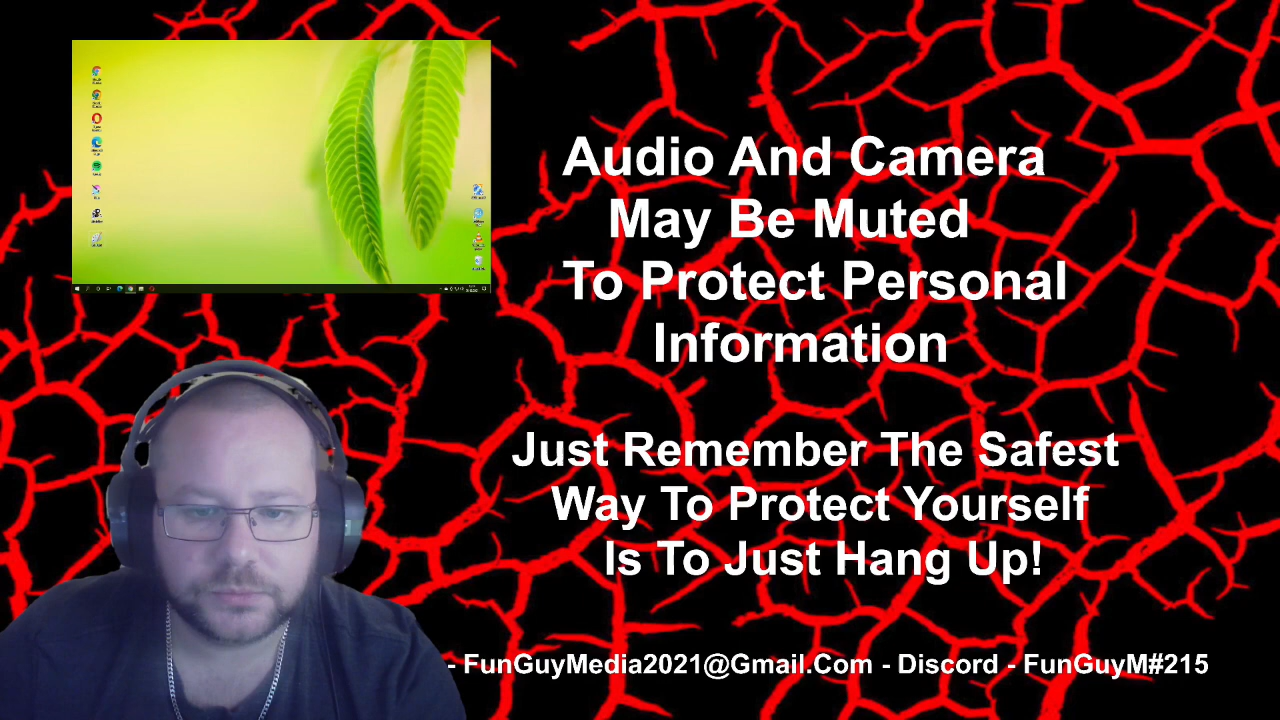 Audio And Camera
May Be Muted
To Protect Personal
Information
Just Remember The Safest
Way To Protect Yourself
Is To Just Hang Up!
- FunGuyMedia2021@Gmail.Com - Discord - FunGuyM#215